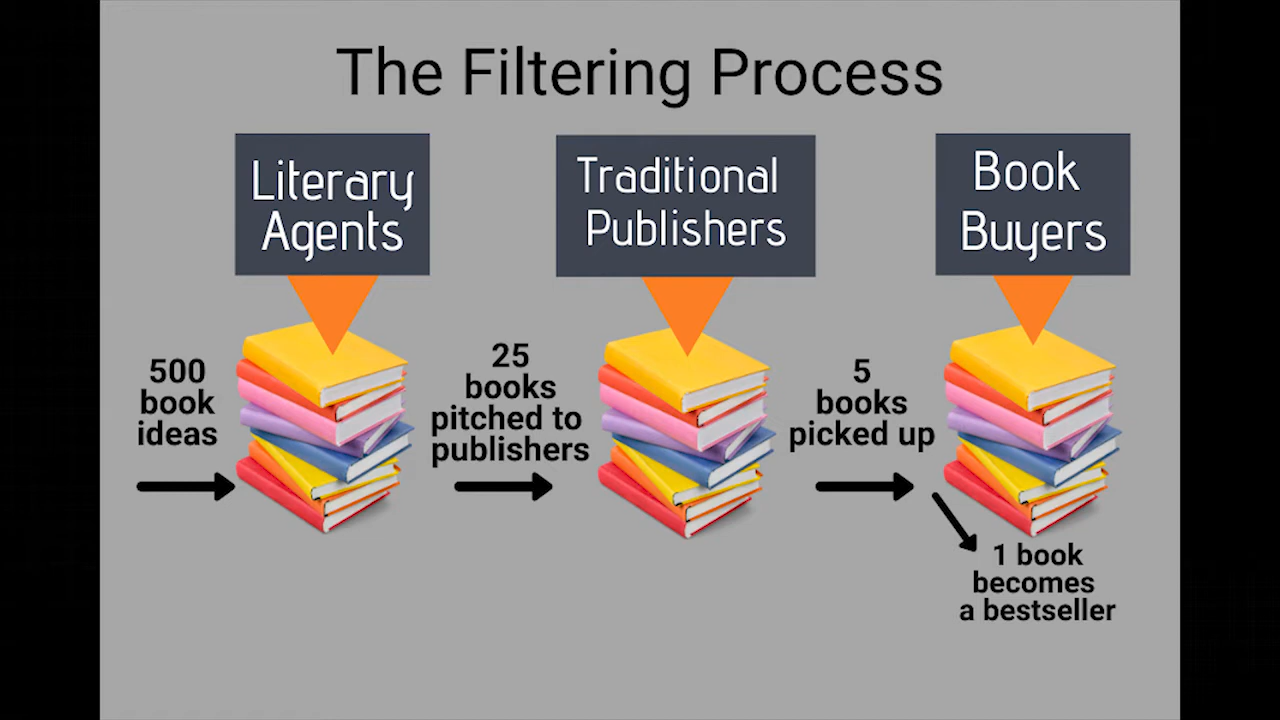 The Filtering Process
Literary
Agents
Traditional
Publishers
Book
Buyers
500
book
ideas
25
books
pitched to
publishers
5
books
picked up
1 book
becomes
a bestseller